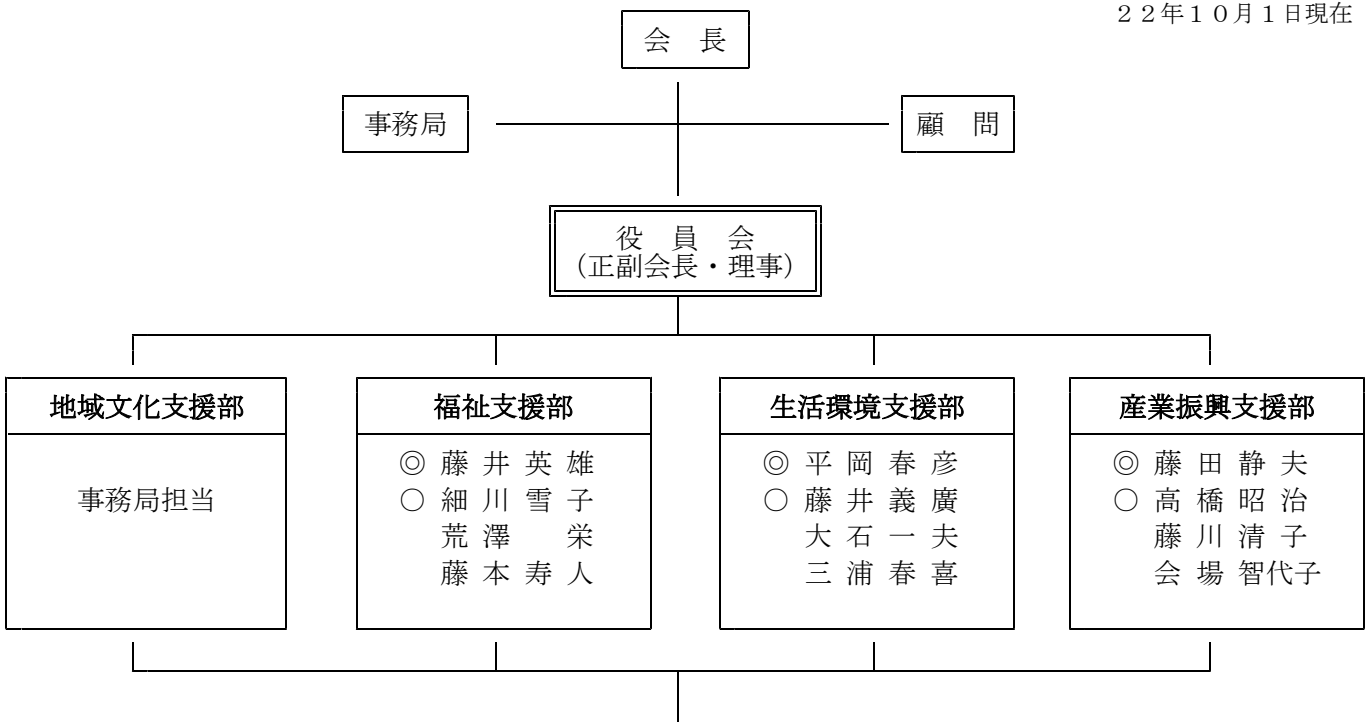 ２２年１０月１日現在
会　長
事務局
顧　問
役　員　会
（正副会長・理事）
地域文化支援部
事務局担当
福祉支援部
◎ 藤 井 英 雄
○ 細 川 雪 子
荒 澤　　栄
藤 本 寿 人
生活環境支援部
◎ 平 岡 春 彦
○ 藤 井 義 廣
大 石 一 夫
三 浦 春 喜
産業振興支援部
◎ 藤 田 静 夫
○ 高 橋 昭 治
藤 川 清 子
会 場 智代子